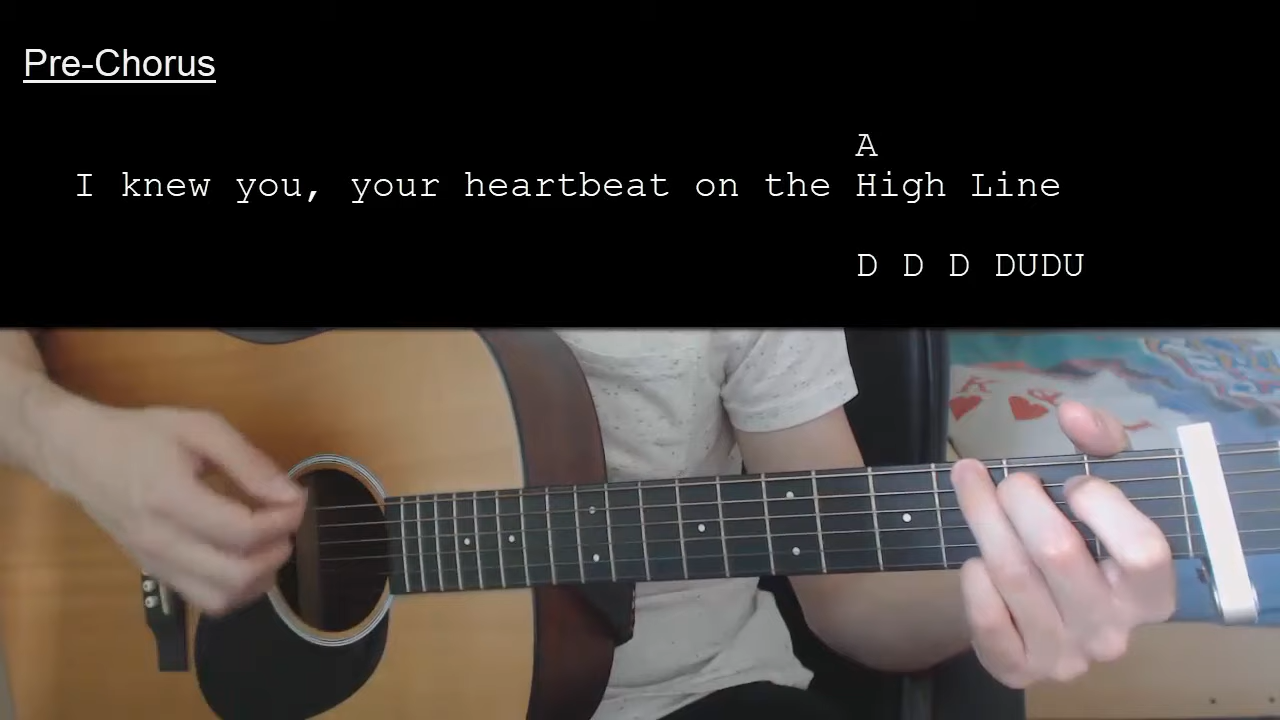 Pre-Chorus
A
I knew you, your heartbeat on the High Line
D D D DUDU
K Q